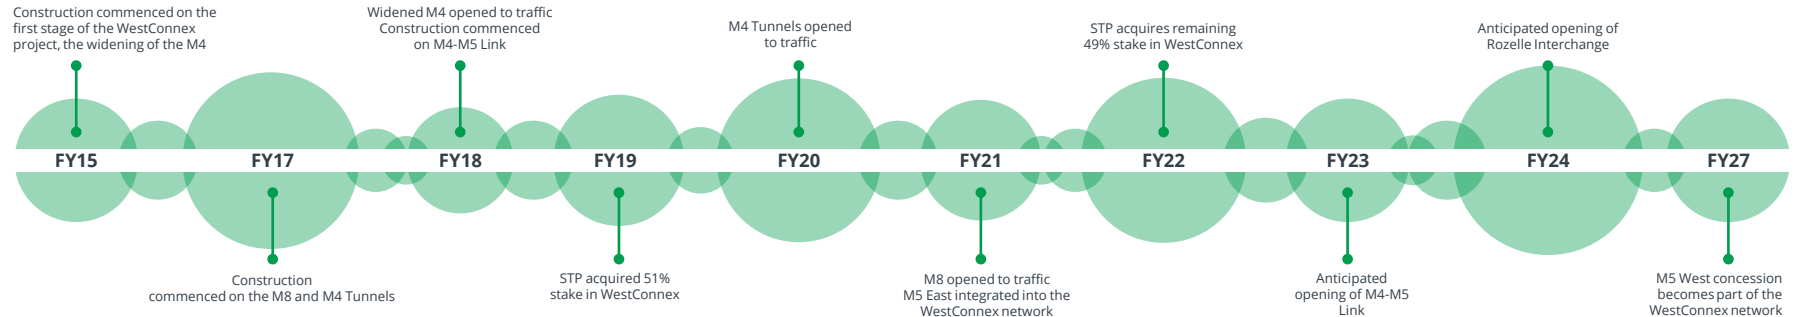 Construction commenced on the
first stage of the WestConnex
project, the widening of the M4
Widened M4 opened to traffic
Construction commenced
on M4-M5 Link
M4 Tunnels opened
to traffic
STP acquires remaining
49% stake in WestConnex
Anticipated opening of
Rozelle Interchange
FY15
FY17
FY18
FY19
FY20
FY21
FY22
FY23
FY24
FY27
Construction
commenced on the M8 and M4 Tunnels
STP acquired 51%
stake in WestConnex
M8 opened to traffic
M5 East integrated into the
WestConnex network
Anticipated
opening of M4-M5
Link
M5 West concession
becomes part of the
WestConnex network